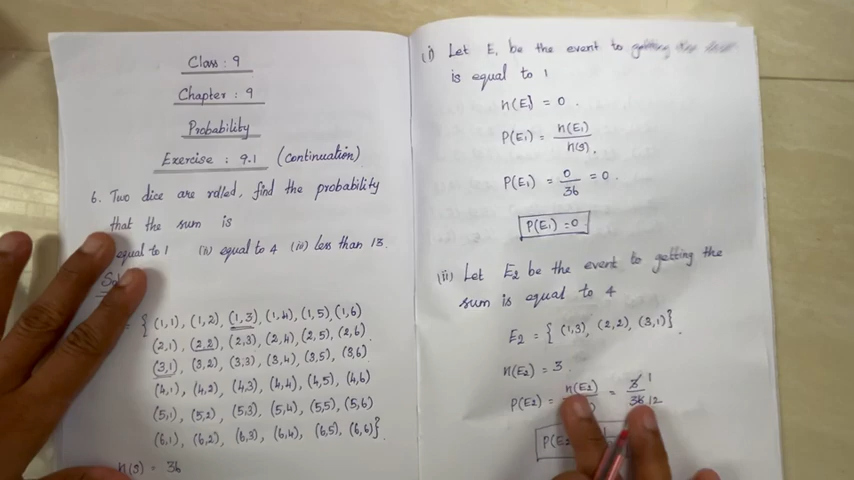 Class : 9
Chapter : 9
Probability
Exercise : 9.1 (continuation)
6. Two dice are rolled, find the probability
that the sum is
equal to 1 (ii) equal to 4 (iii) less than 13.
= { (1,1), (1,2), (1,3), (1,4), (1,5), (1,6)
(2,1), (2,2), (2,3), (2,4), (2,5), (2,6)
(3,1), (3,2), (3,3), (3,4), (3,5), (3,6)
(4,1), (4,2), (4,3), (4,4), (4,5), (4,6)
(5,1), (5,2), (5,3), (5,4), (5,5), (5,6)
(6,1), (6,2), (6,3), (6,4), (6,5), (6,6)}
n(S) = 36
(i) Let E1 be the event to getting
is equal to 1
n(E1) = 0.
P(E1) = n(E1)/n(S).
P(E1) = 0/36 = 0.
P(E1) = 0
(ii) Let E2 be the event to getting the
sum is equal to 4
E2 = { (1,3), (2,2), (3,1)}.
n(E2) = 3.
P(E2) = n(E2) = 3 1/36 12
P(E2